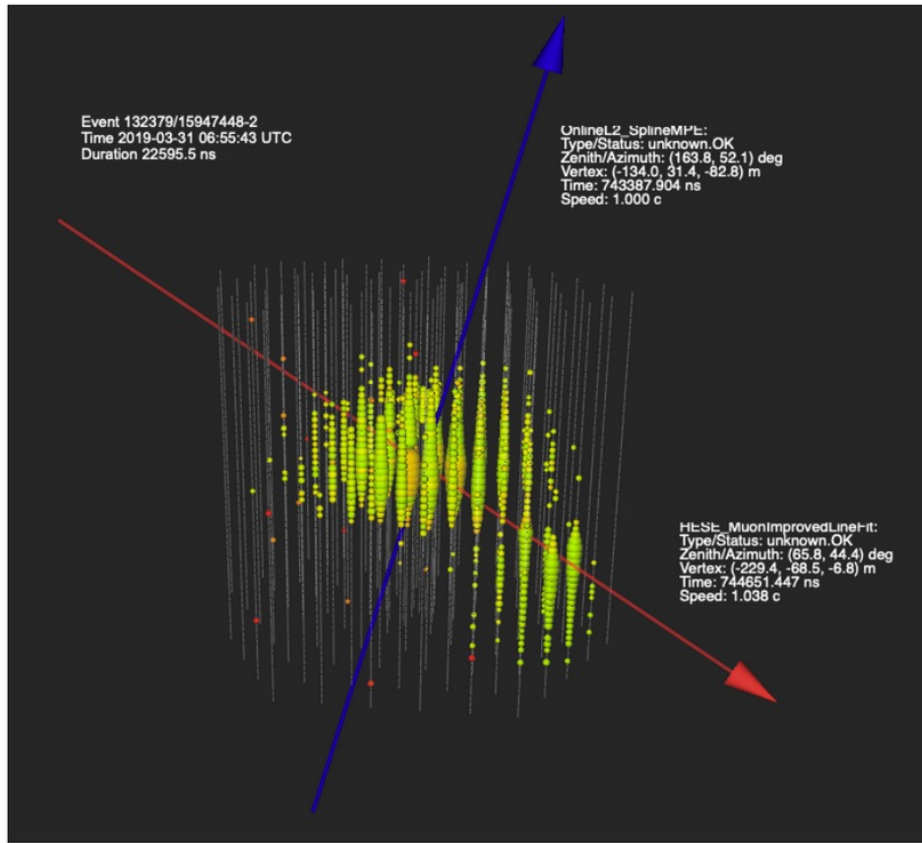 Event 132379/15947448-2
Time 2019-03-31 06:55:43 UTC
Duration 22595.5 ns
OnlineL2_SplineMPE:
Type/Status: unknown.OK
Zenith/Azimuth: (163.8, 52.1) deg
Vertex: (-134.0, 31.4, -82.8) m
Time: 743387.904 ns
Speed: 1.000 c
HESE_MuonImprovedLineFit:
Type/Status: unknown.OK
Zenith/Azimuth: (65.8, 44.4) deg
Vertex: (-229.4, -68.5, -6.8) m
Time: 744651.447 ns
Speed: 1.038 c